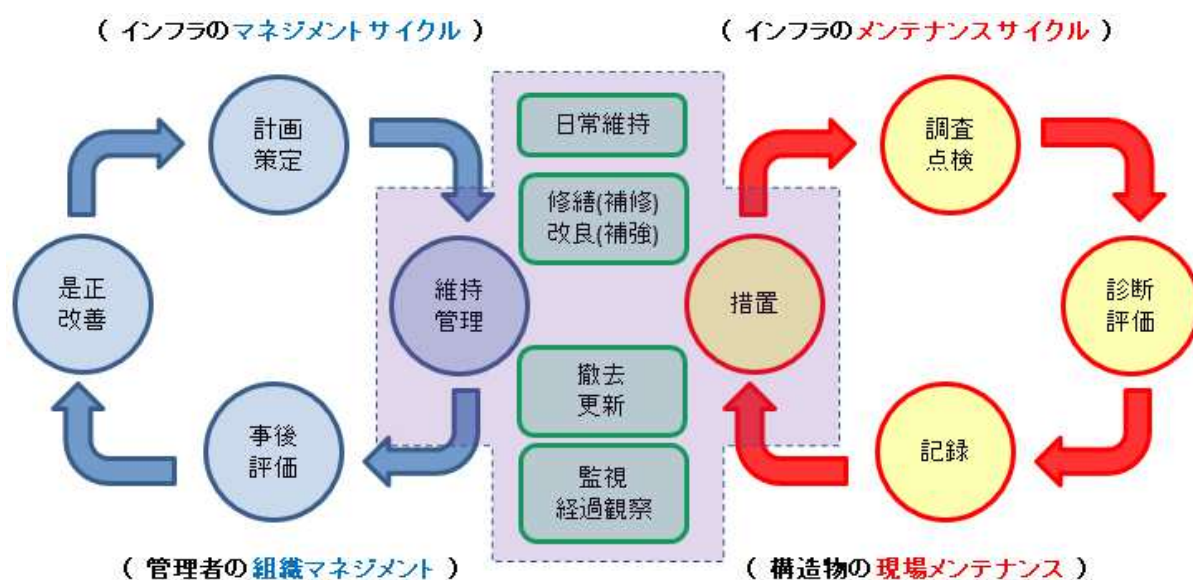 ( インフラのマネジメントサイクル )
( インフラのメンテナンスサイクル )
計画
策定
日常維持
調査
点検
修繕(補修)
改良(補強)
是正
改善
維持
管理
措置
診断
評価
撤去
更新
事後
評価
記録
監視
経過観察
( 管理者の組織マネジメント )
( 構造物の現場メンテナンス )